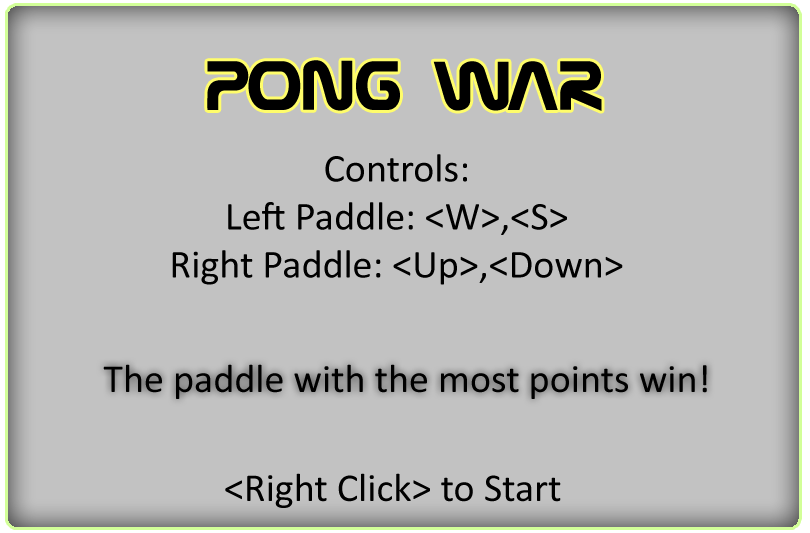 PONG WAR
Controls:
Left Paddle: <W>,<S>
Right Paddle: <Up>,<Down>
The paddle with the most points win!
<Right Click> to Start